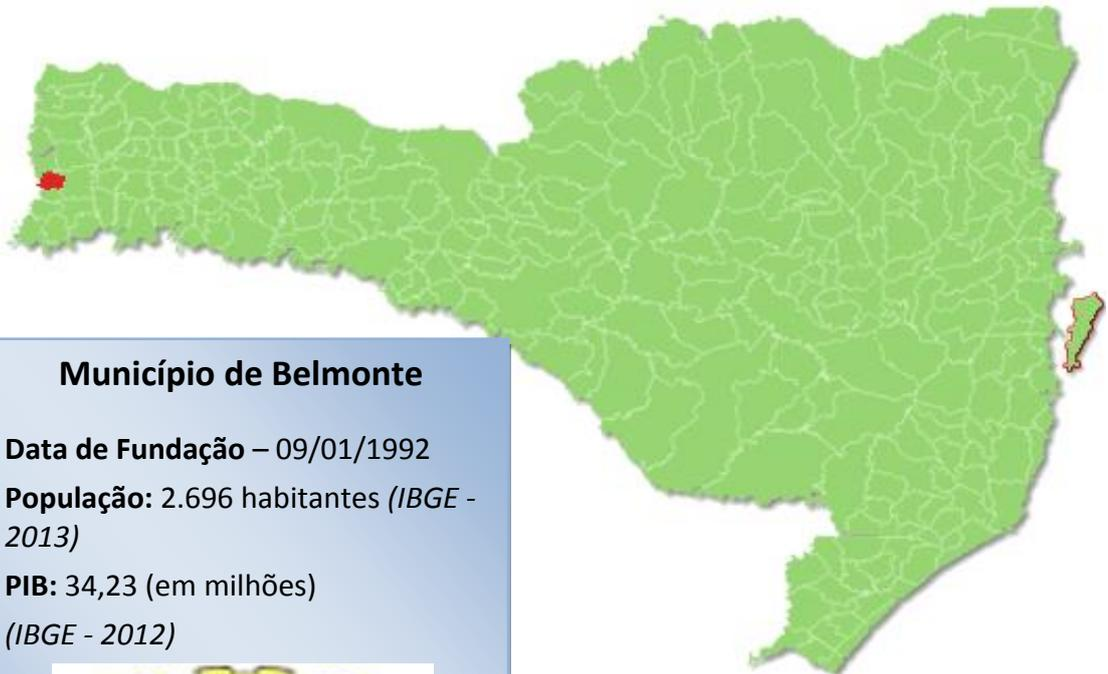 Município de Belmonte
Data de Fundação – 09/01/1992
População: 2.696 habitantes (IBGE -
2013)
PIB: 34,23 (em milhões)
(IBGE - 2012)